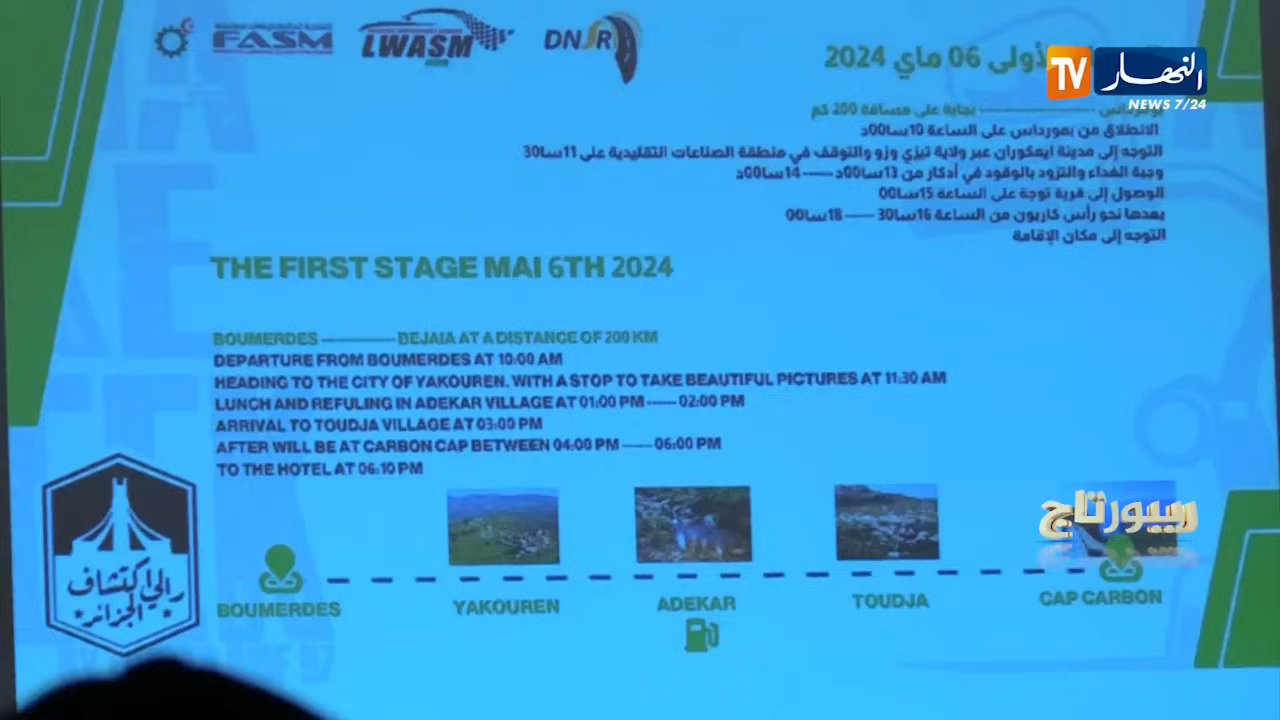 FASM
LWASM
DNSR
الأولى 06 ماي 2024
TV النهار
NEWS 7/24
بومرداس ———— بجاية على مسافة 200 كم
الانطلاق من بمورداس على الساعة 10سا00د
التوجه إلى مدينة ايعكوران عبر ولاية تيزي وزو والتوقف في منطقة الصناعات التقليدية على 11سا30
وجبة الغداء والتزود بالوقود في أدكار من 13سا00د ----- 14سا00د
الوصول إلى قرية توجة على الساعة 15سا00
بعدها نحو رأس كاربون من الساعة 16سا30 ----- 18سا00
التوجه إلى مكان الإقامة
THE FIRST STAGE MAI 6TH 2024
BOUMERDES ———— BEJAIA AT A DISTANCE OF 200 KM
DEPARTURE FROM BOUMERDES AT 10:00 AM
HEADING TO THE CITY OF YAKOUREN, WITH A STOP TO TAKE BEAUTIFUL PICTURES AT 11:30 AM
LUNCH AND REFULING IN ADEKAR VILLAGE AT 01:00 PM ----- 02:00 PM
ARRIVAL TO TOUDJA VILLAGE AT 03:00 PM
AFTER WILL BE AT CARBON CAP BETWEEN 04:00 PM ----- 06:00 PM
TO THE HOTEL AT 06:10 PM
ريبورتاج
رالي اكتشاف
الجزائر
BOUMERDES
YAKOUREN
ADEKAR
TOUDJA
CAP CARBON